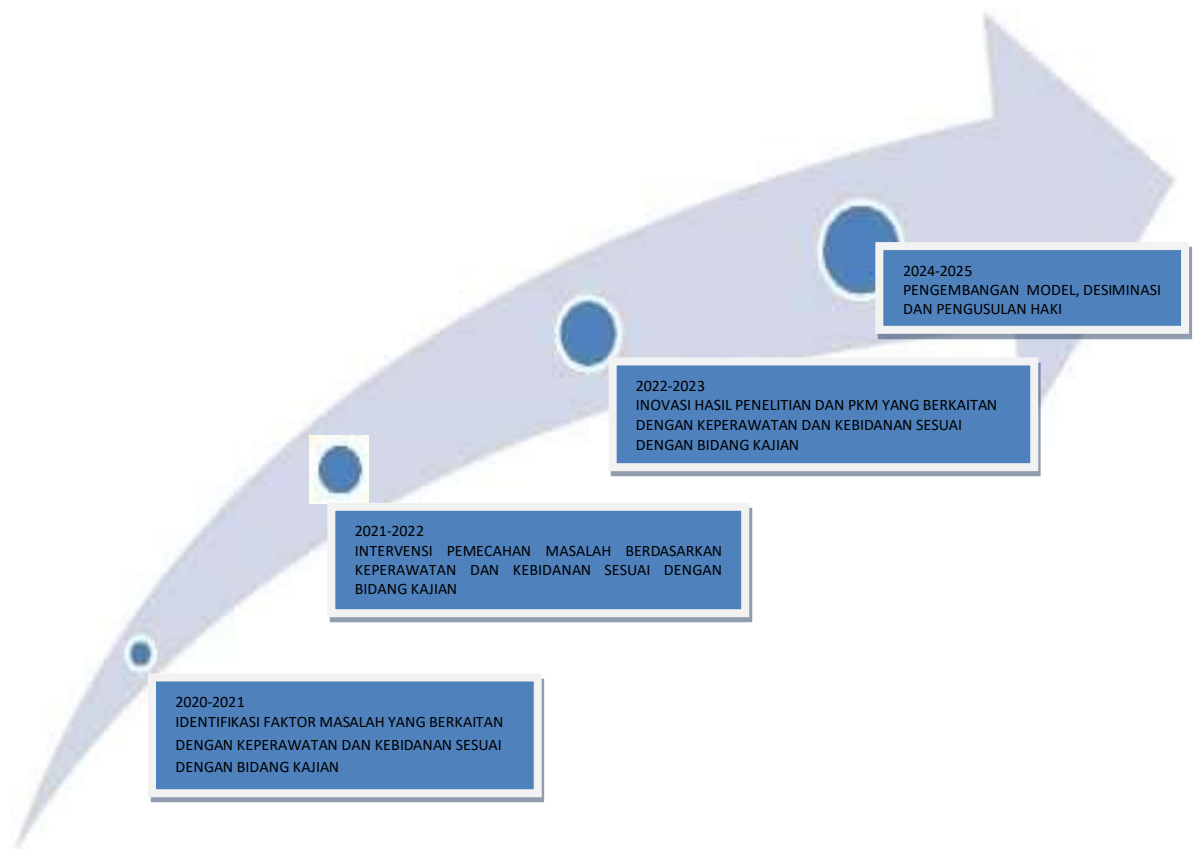 2024-2025
PENGEMBANGAN MODEL, DESIMINASI
DAN PENGUSULAN HAKI
2022-2023
INOVASI HASIL PENELITIAN DAN PKM YANG BERKAITAN
DENGAN KEPERAWATAN DAN KEBIDANAN SESUAI
DENGAN BIDANG KAJIAN
2021-2022
INTERVENSI PEMECAHAN MASALAH BERDASARKAN
KEPERAWATAN DAN KEBIDANAN SESUAI DENGAN
BIDANG KAJIAN
2020-2021
IDENTIFIKASI FAKTOR MASALAH YANG BERKAITAN
DENGAN KEPERAWATAN DAN KEBIDANAN SESUAI
DENGAN BIDANG KAJIAN